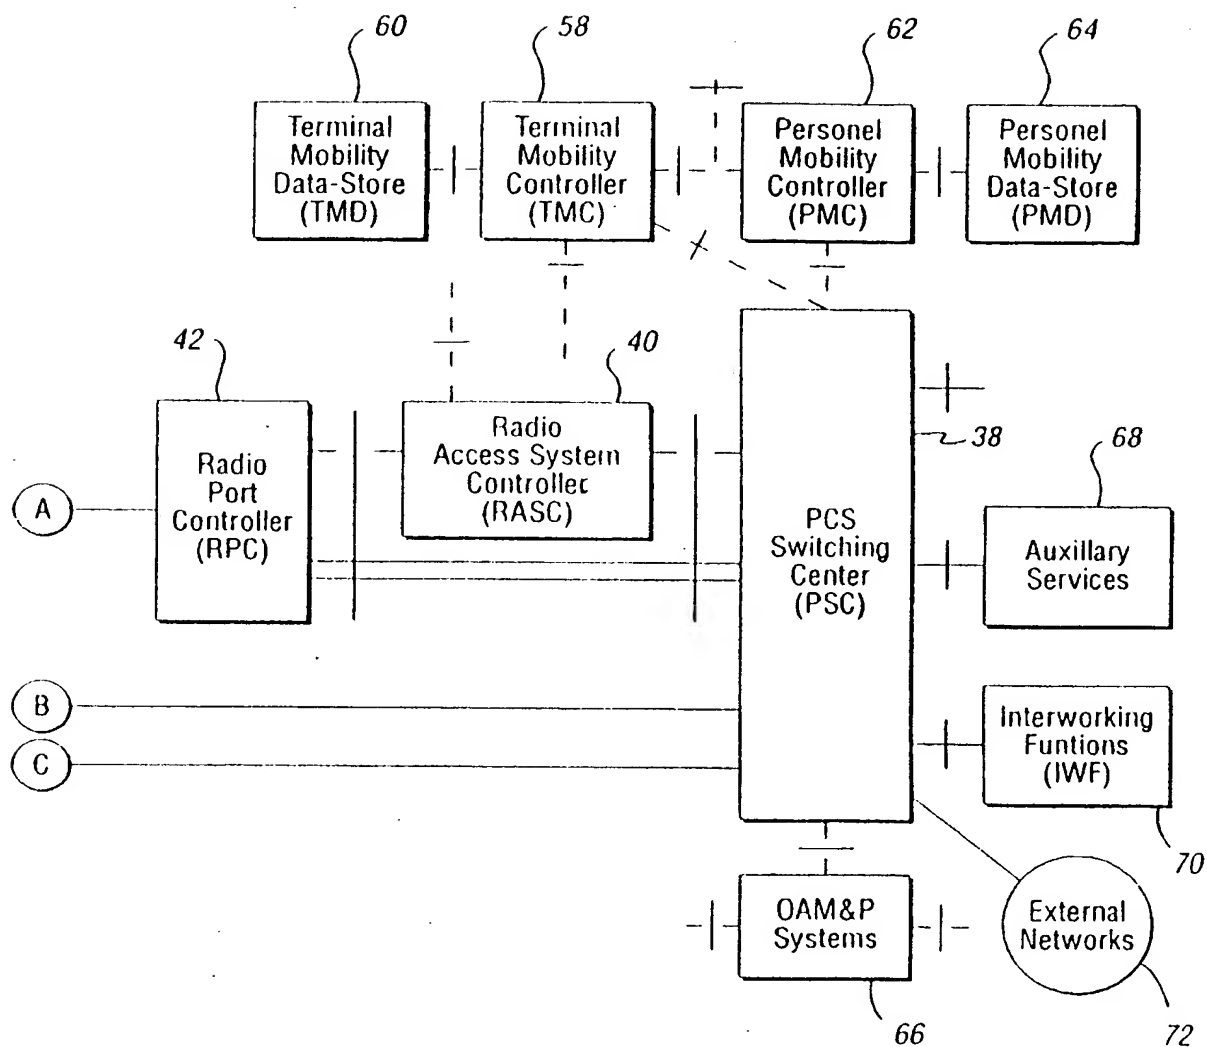 60
58
62
64
Terminal
Mobility
Data-Store
(TMD)
Terminal
Mobility
Controller
(TMC)
Personel
Mobility
Controller
(PMC)
Personel
Mobility
Data-Store
(PMD)
42
40
38
68
Radio
Port
Controller
(RPC)
Radio
Access System
Controller
(RASC)
A
PCS
Switching
Center
(PSC)
Auxillary
Services
B
C
Interworking
Funtions
(IWF)
70
OAM&P
Systems
External
Networks
66
72